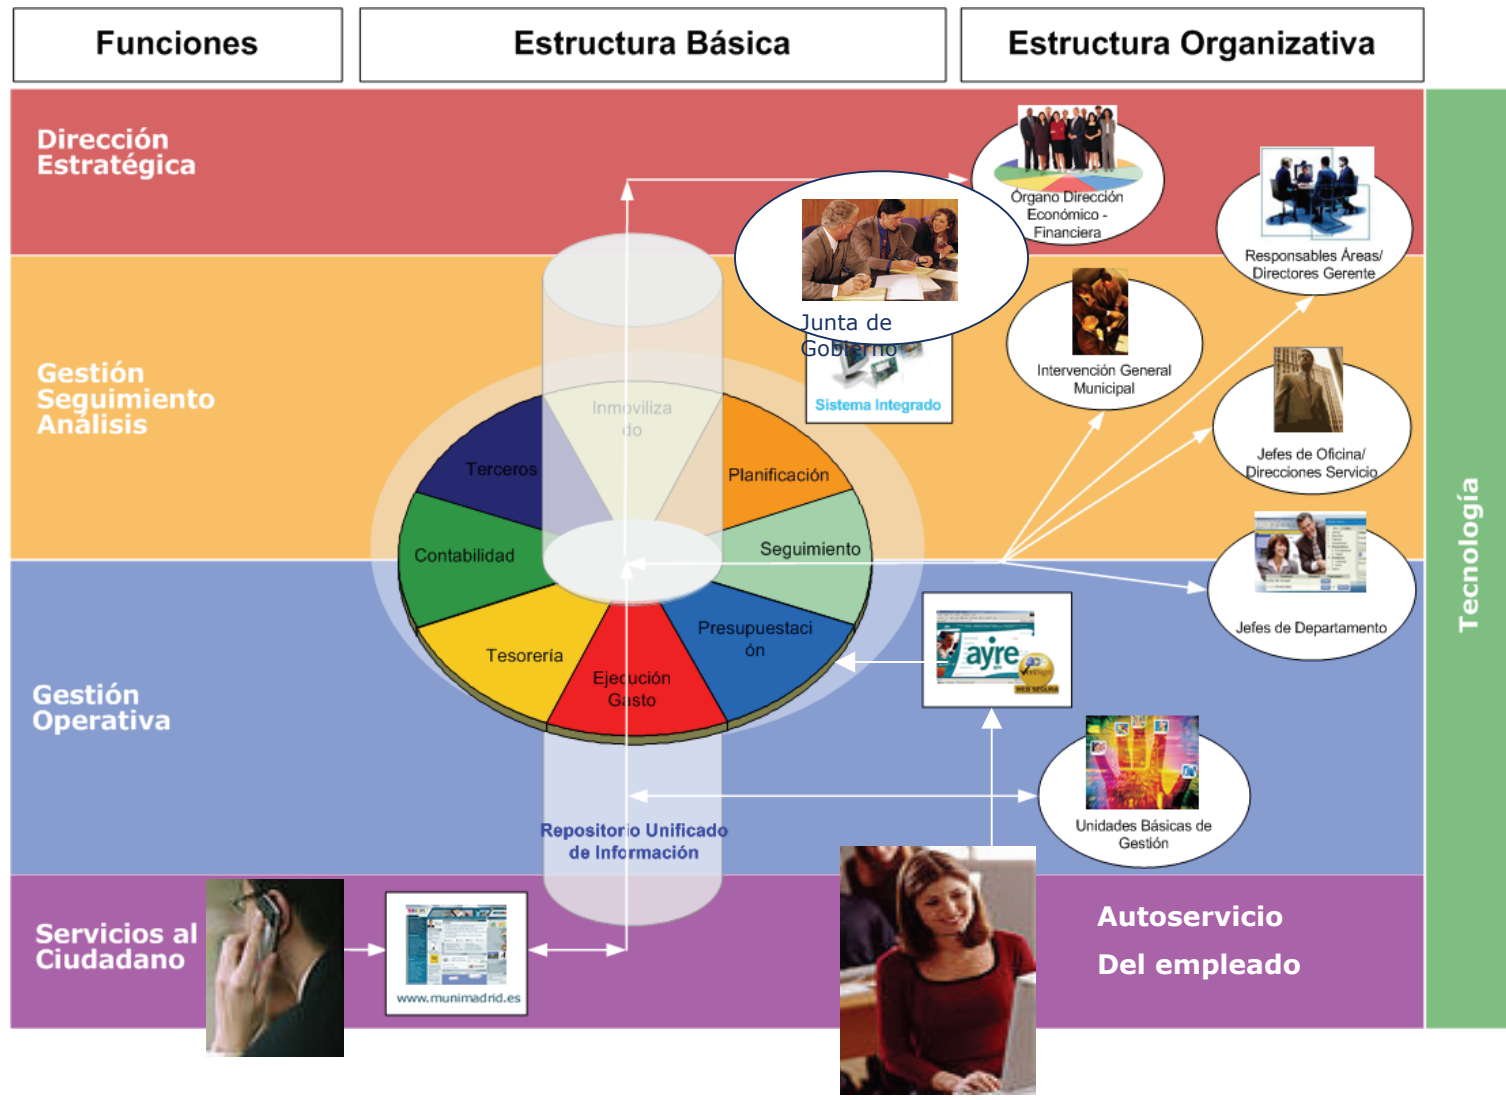 Funciones
Estructura Básica
Estructura Organizativa
Dirección
Estratégica
Órgano Dirección
Económico -
Financiera
Responsables Áreas/
Directores Gerente
Junta de
Gobierno
Sistema Integrado
Intervención General
Municipal
Gestión
Seguimiento
Análisis
Jefes de Oficina/
Direcciones Servicio
Inmoviliza
do
Terceros
Planificación
Contabilidad
Seguimiento
Tesorería
Presupuestaci
ón
Ejecución
Gasto
Jefes de Departamento
Tecnología
Gestión
Operativa
ayre
WEB SEGURA
Unidades Básicas de
Gestión
Repositorio Unificado
de Información
Servicios al
Ciudadano
www.munimadrid.es
Autoservicio
Del empleado